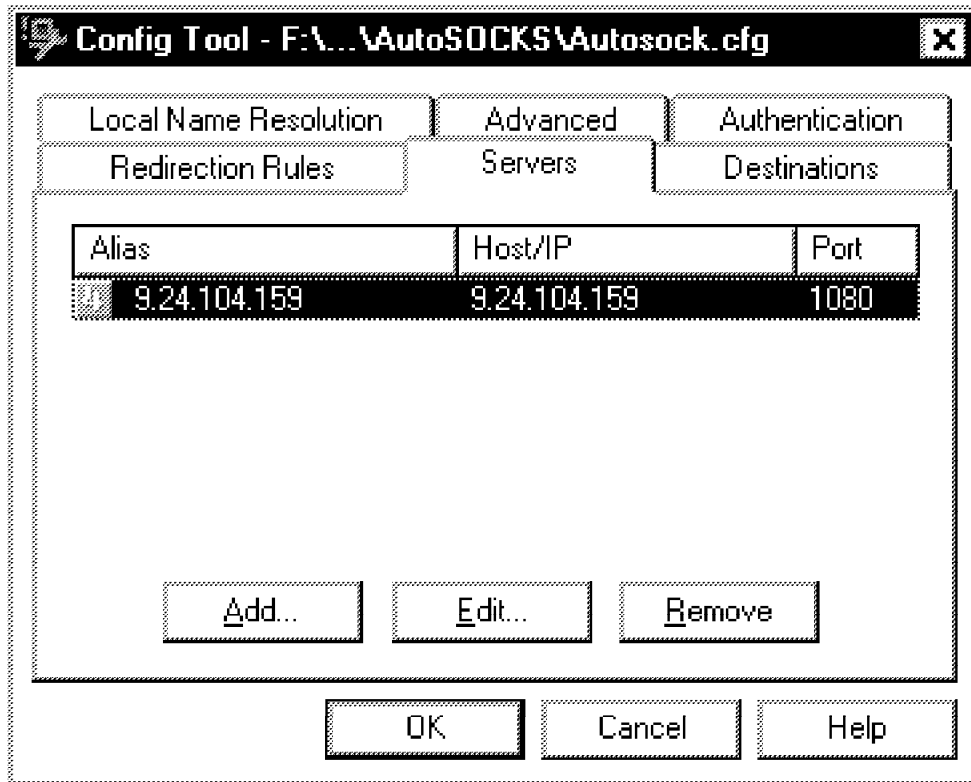 Config Tool - F:\...\AutoSOCKS\Autosock.cfg
Local Name Resolution Advanced Authentication
Redirection Rules Servers Destinations
Alias Host/IP Port
9.24.104.159 9.24.104.159 1080
Add... Edit... Remove
OK Cancel Help